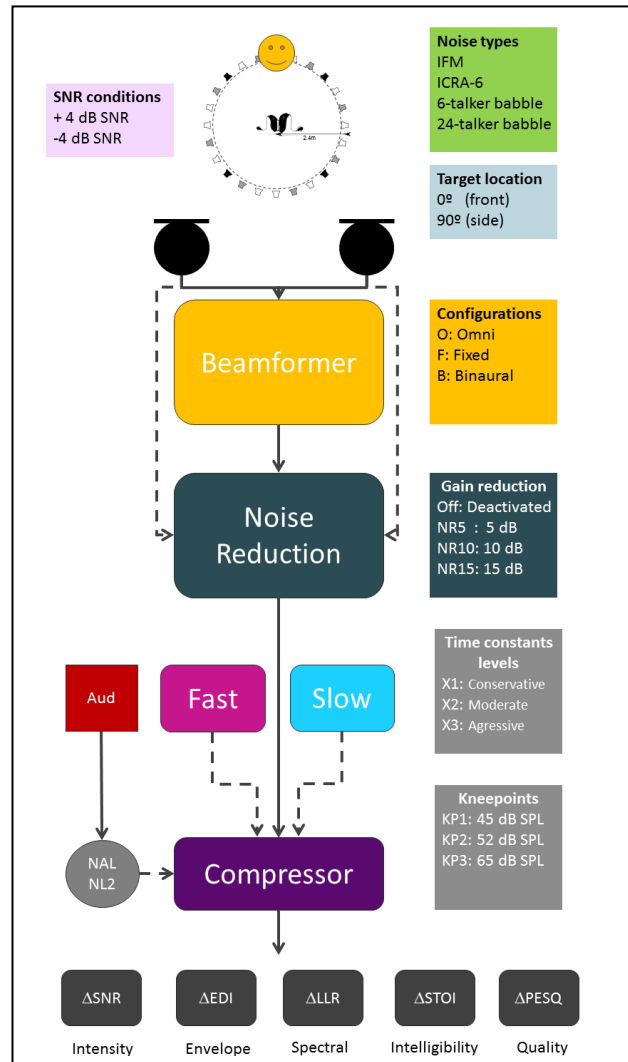 SNR conditions
+ 4 dB SNR
-4 dB SNR
2.4m
Noise types
IFM
ICRA-6
6-talker babble
24-talker babble
Target location
0º (front)
90º (side)
Beamformer
Configurations
O: Omni
F: Fixed
B: Binaural
Noise
Reduction
Gain reduction
Off: Deactivated
NR5 : 5 dB
NR10: 10 dB
NR15: 15 dB
Aud
Fast
Slow
Time constants
levels
X1: Conservative
X2: Moderate
X3: Agressive
NAL
NL2
Compressor
Kneepoints
KP1: 45 dB SPL
KP2: 52 dB SPL
KP3: 65 dB SPL
ΔSNR
ΔEDI
ΔLLR
ΔSTOI
ΔPESQ
Intensity
Envelope
Spectral
Intelligibility
Quality